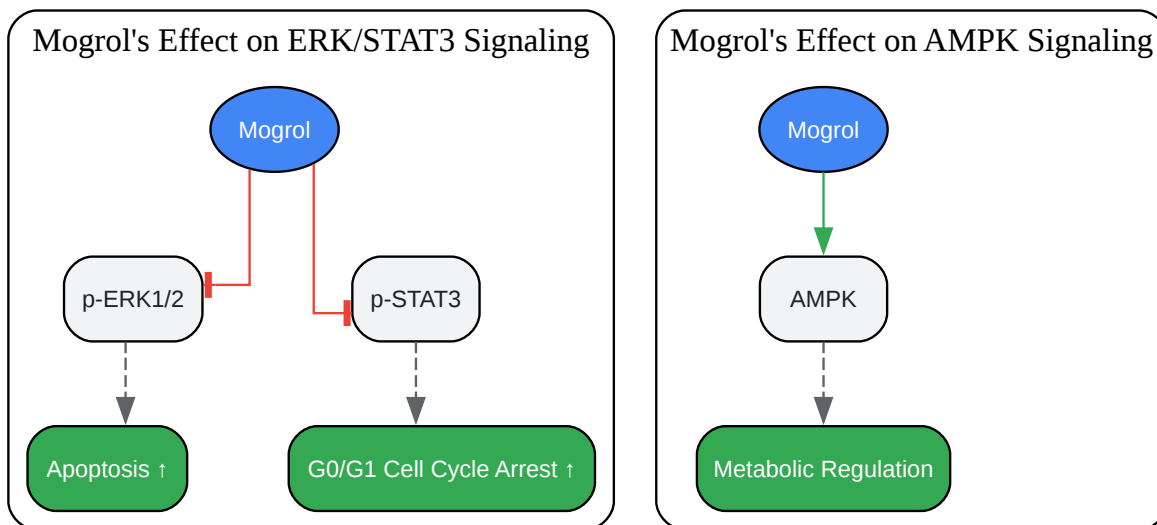 Mogrol's Effect on ERK/STAT3 Signaling
Mogrol
p-ERK1/2
p-STAT3
Apoptosis ↑
G0/G1 Cell Cycle Arrest ↑
Mogrol's Effect on AMPK Signaling
Mogrol
AMPK
Metabolic Regulation